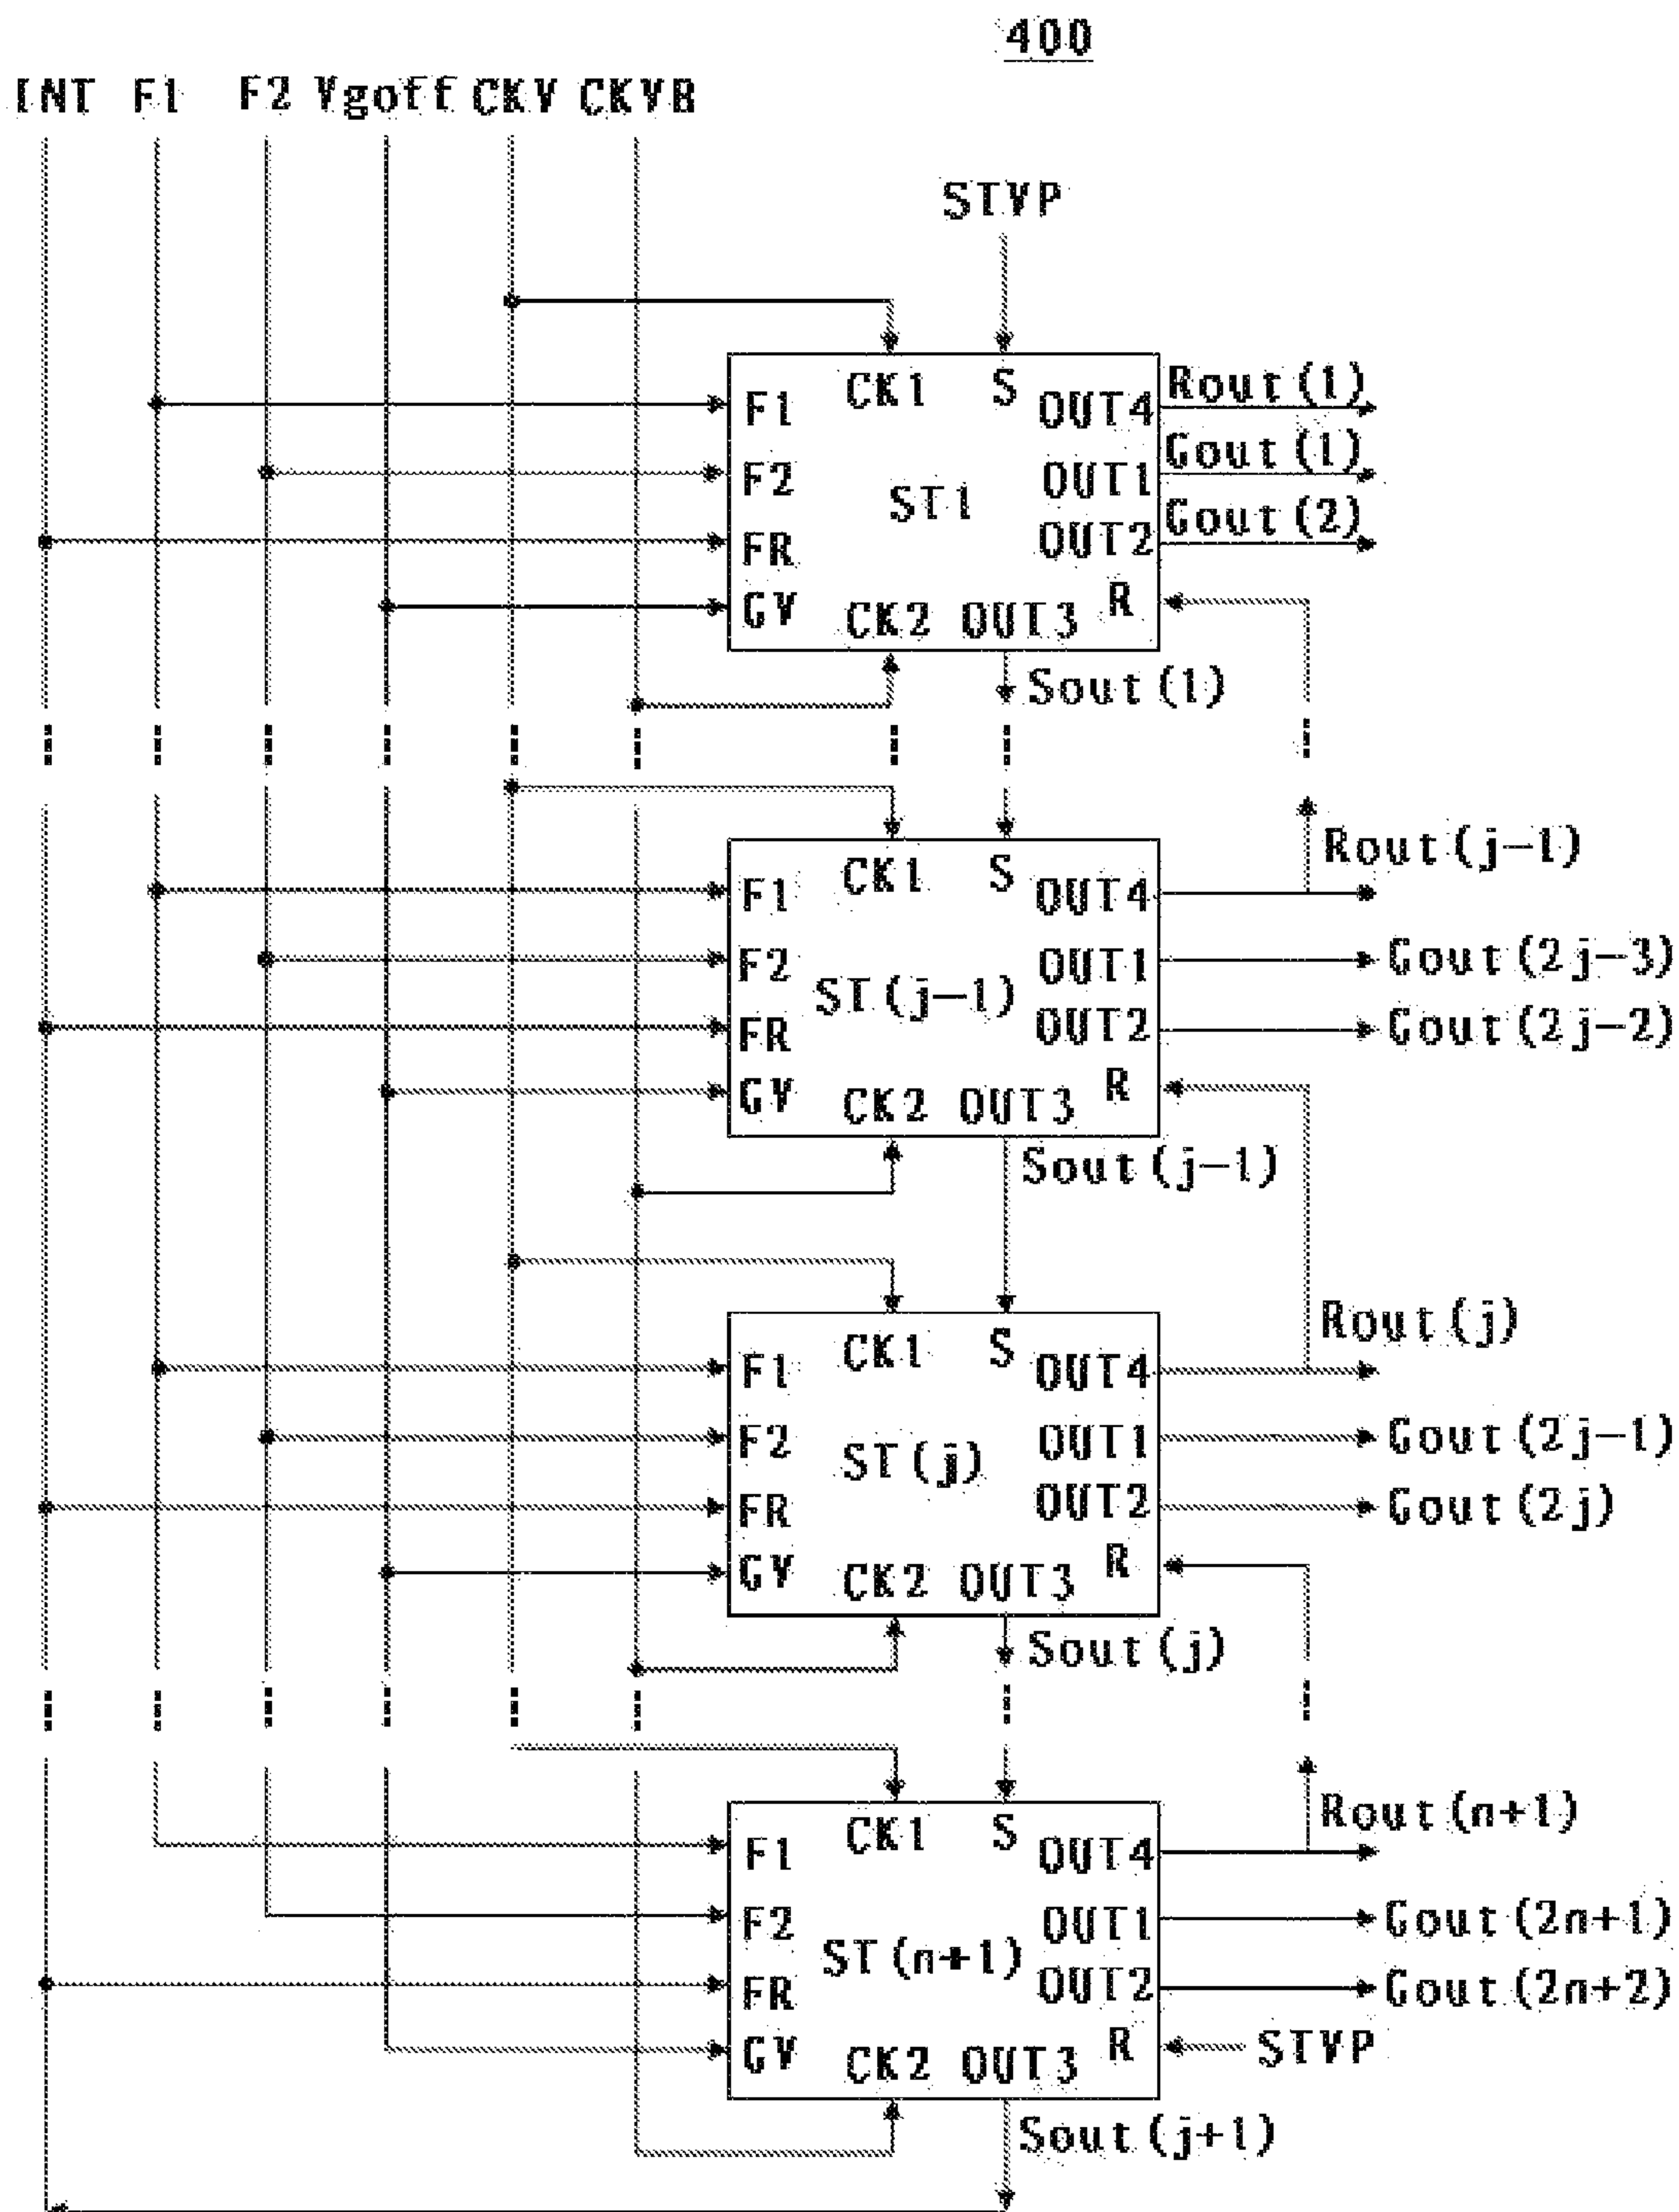 400
INT F1 F2 Vgoff CKV CKVB
STVP
CK1 S
F1 OUT4 Rout(1)
F2 ST1 OUT1 Gout(1)
FR OUT2 Gout(2)
GV CK2 OUT3 R
Sout(1)
CK1 S
F1 OUT4 Rout(j-1)
F2 ST(j-1) OUT1 Gout(2j-3)
FR OUT2 Gout(2j-2)
GV CK2 OUT3 R
Sout(j-1)
CK1 S
F1 OUT4 Rout(j)
F2 ST(j) OUT1 Gout(2j-1)
FR OUT2 Gout(2j)
GV CK2 OUT3 R
Sout(j)
CK1 S
F1 OUT4 Rout(n+1)
F2 ST(n+1) OUT1 Gout(2n+1)
FR OUT2 Gout(2n+2)
GV CK2 OUT3 R STVP
Sout(j+1)